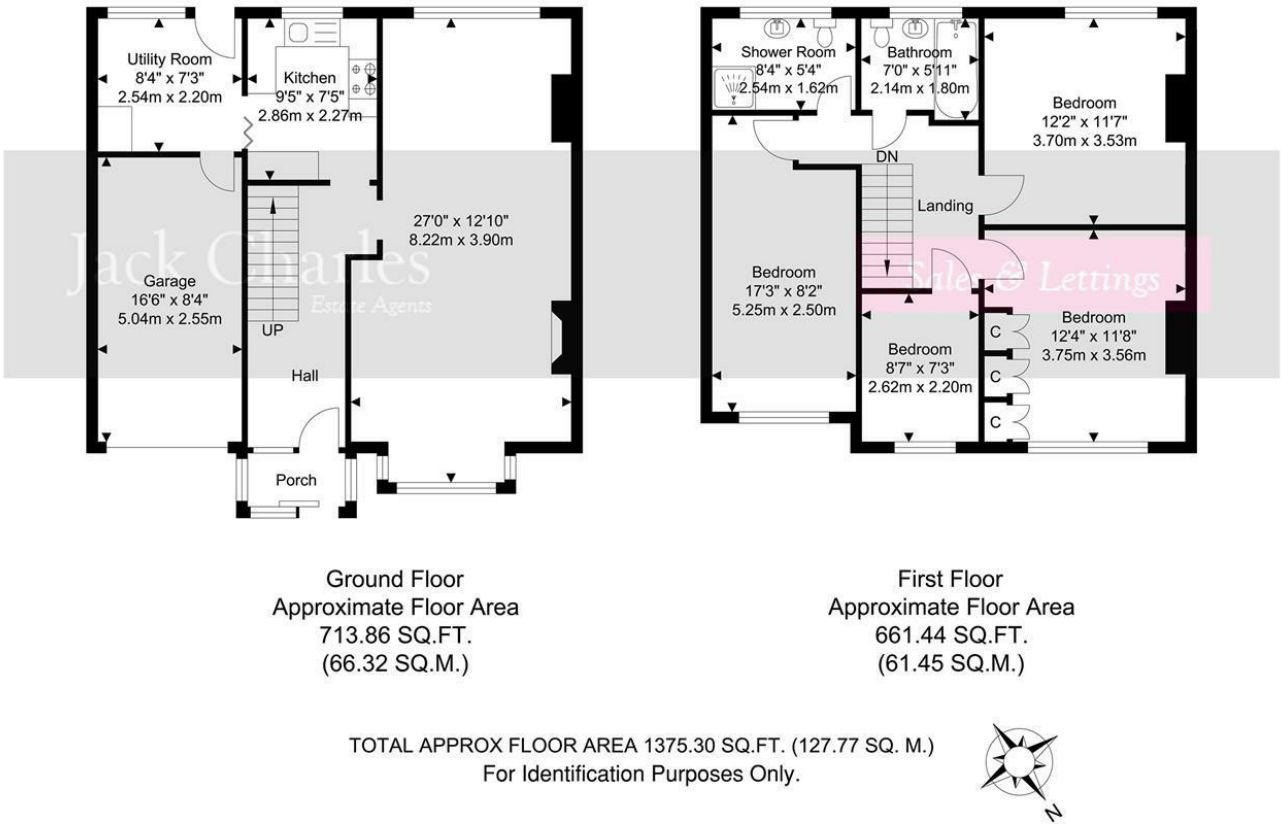 Utility Room
8'4" x 7'3"
2.54m x 2.20m
Kitchen
9'5" x 7'5"
2.86m x 2.27m
27'0" x 12'10"
8.22m x 3.90m
Garage
16'6" x 8'4"
5.04m x 2.55m
UP
Hall
Porch
Jack Charles
Estate Agents
Shower Room
8'4" x 5'4"
2.54m x 1.62m
Bathroom
7'0" x 5'11"
2.14m x 1.80m
Bedroom
12'2" x 11'7"
3.70m x 3.53m
DN
Landing
Bedroom
17'3" x 8'2"
5.25m x 2.50m
Sales & Lettings
Bedroom
12'4" x 11'8"
3.75m x 3.56m
Bedroom
8'7" x 7'3"
2.62m x 2.20m
C
C
C
Ground Floor
Approximate Floor Area
713.86 SQ.FT.
(66.32 SQ.M.)
First Floor
Approximate Floor Area
661.44 SQ.FT.
(61.45 SQ.M.)
TOTAL APPROX FLOOR AREA 1375.30 SQ.FT. (127.77 SQ. M.)
For Identification Purposes Only.
N